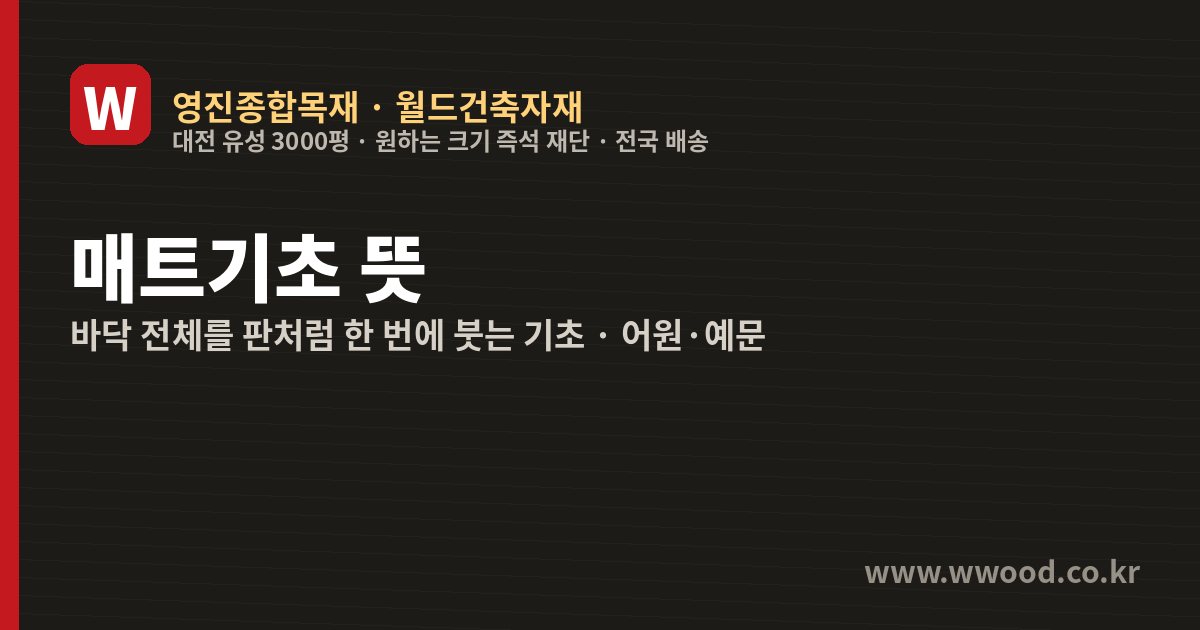 W
영진종합목재 · 월드건축자재
대전 유성 3000평 · 원하는 크기 즉석 재단 · 전국 배송
매트기초 뜻
바닥 전체를 판처럼 한 번에 붓는 기초 · 어원·예문
www.wwood.co.kr